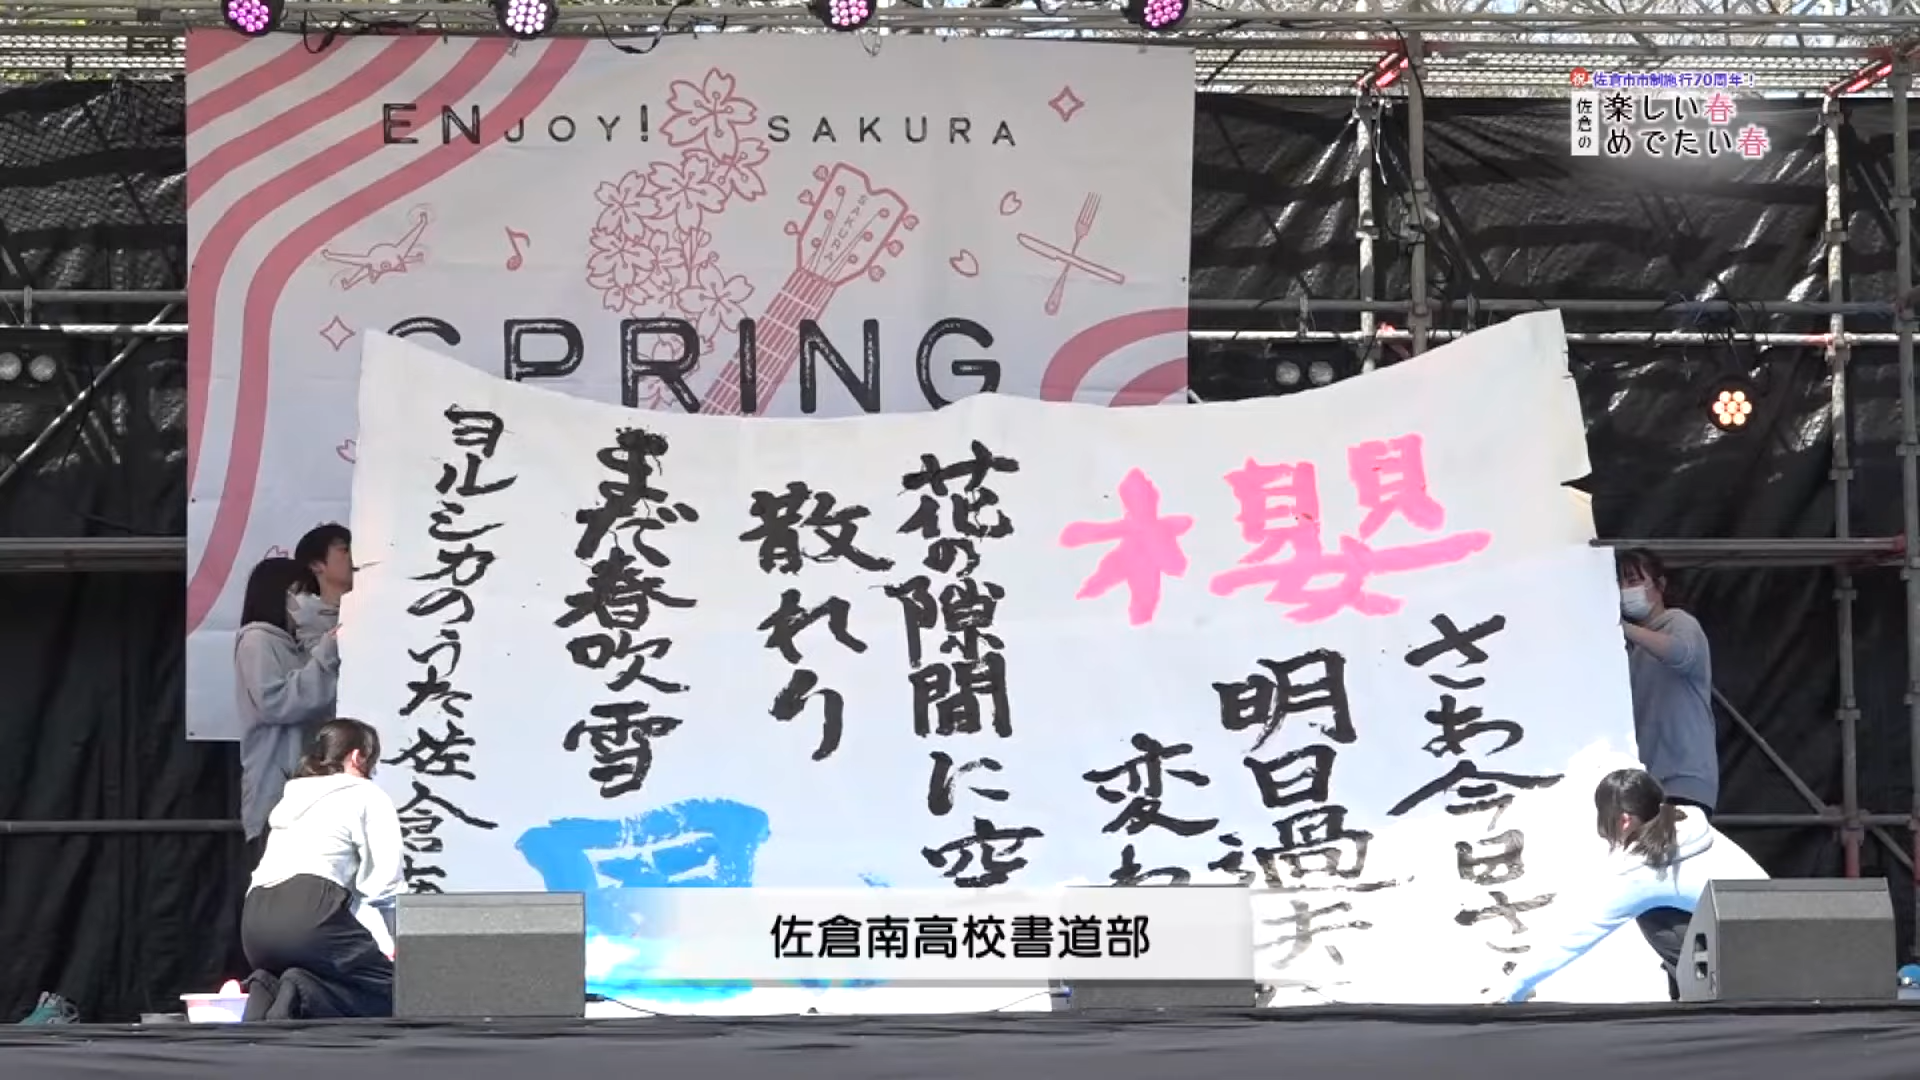 ENJOY! SAKURA
SAKURA
SPRING
祝 佐倉市市制施行70周年!!
佐倉の
楽しい春
めでたい春
櫻
さあ今日さ
明日過
変わ
花の隙間に空
散れり
まだ春吹雪
ヨルシカのうた佐倉南
佐倉南高校書道部